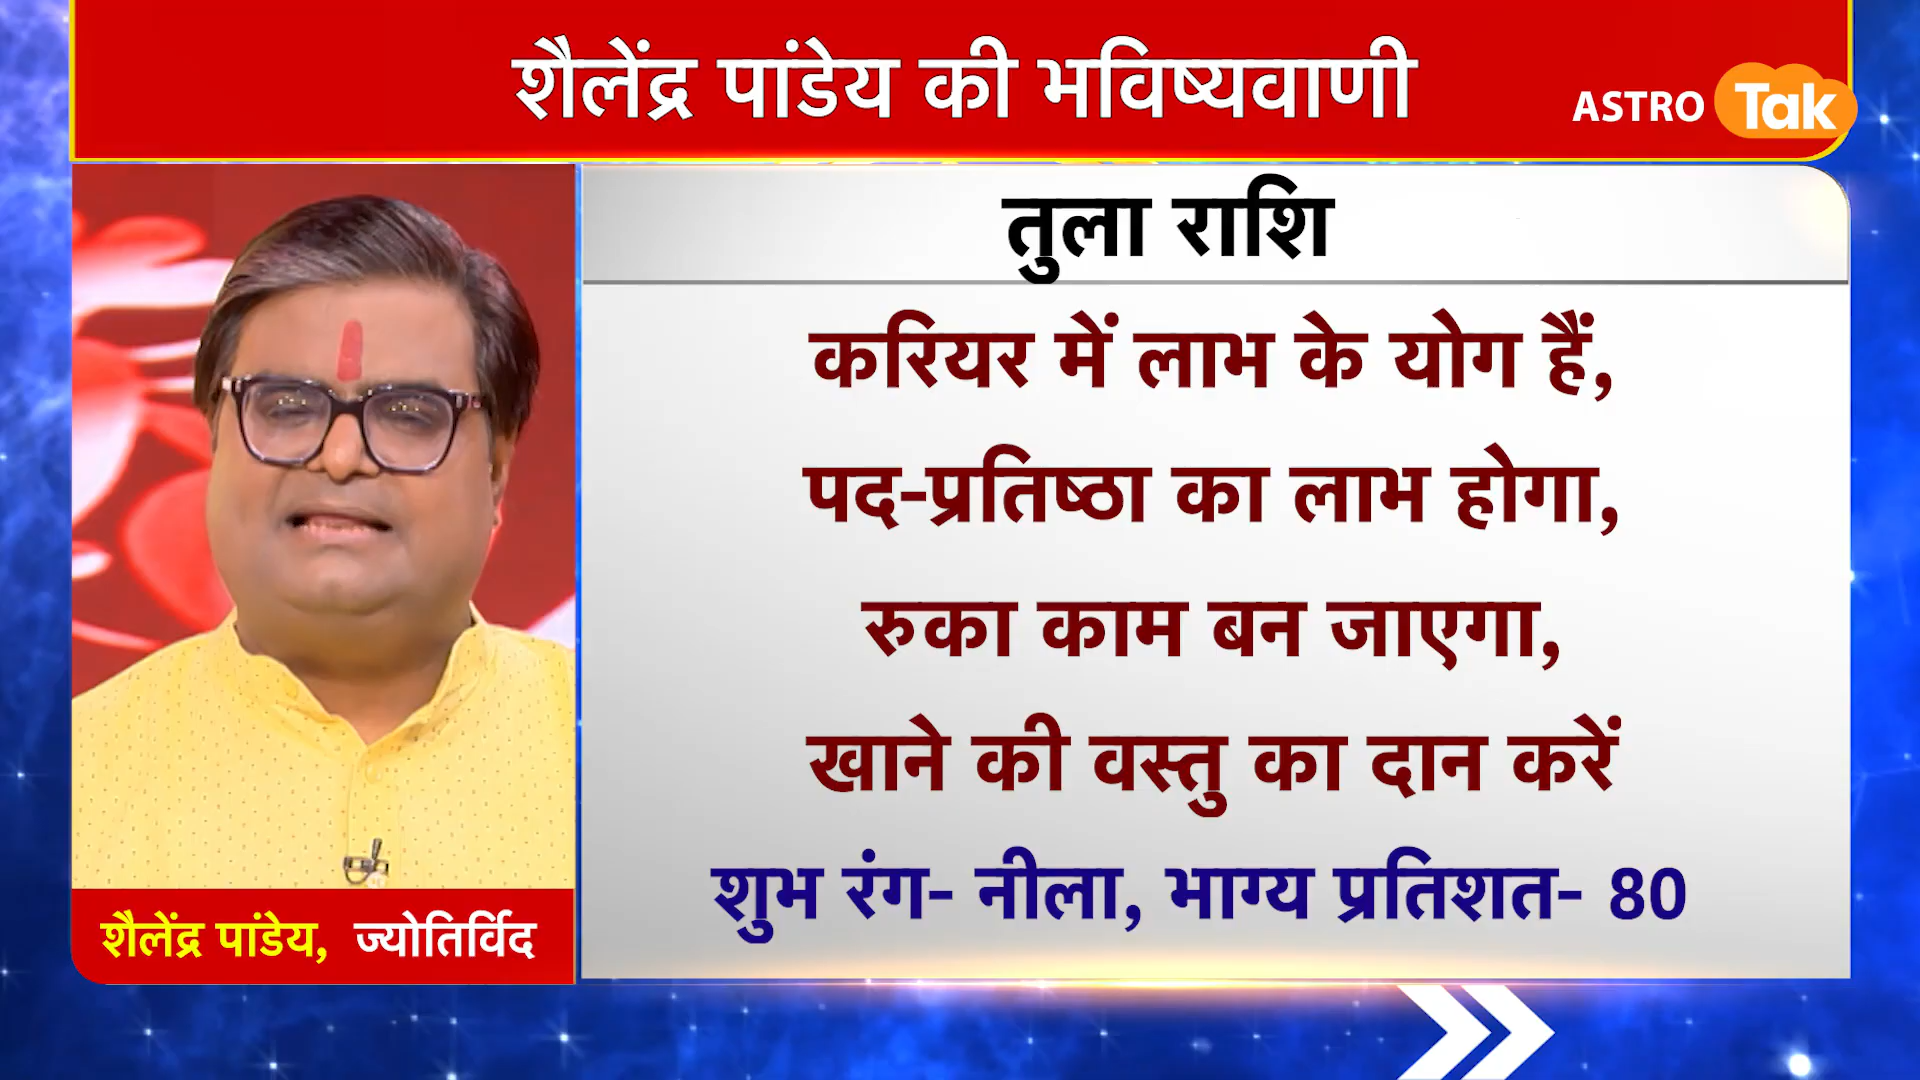 शैलेंद्र पांडेय की भविष्यवाणी
ASTRO Tak
तुला राशि
करियर में लाभ के योग हैं,
पद-प्रतिष्ठा का लाभ होगा,
रुका काम बन जाएगा,
खाने की वस्तु का दान करें
शुभ रंग- नीला, भाग्य प्रतिशत- 80
शैलेंद्र पांडेय, ज्योतिर्विद